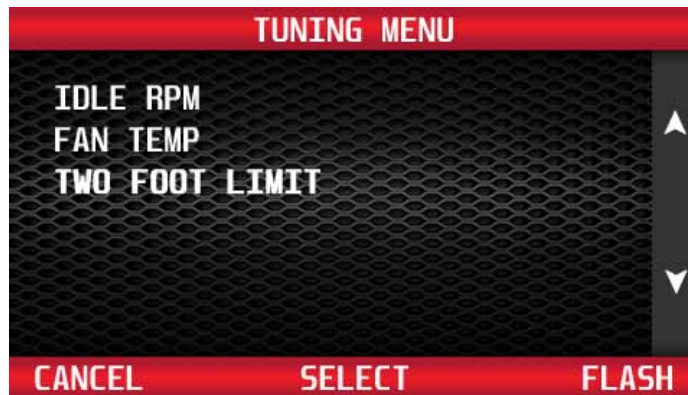 TUNING MENU
IDLE RPM
FAN TEMP
TWO FOOT LIMIT
CANCEL SELECT FLASH